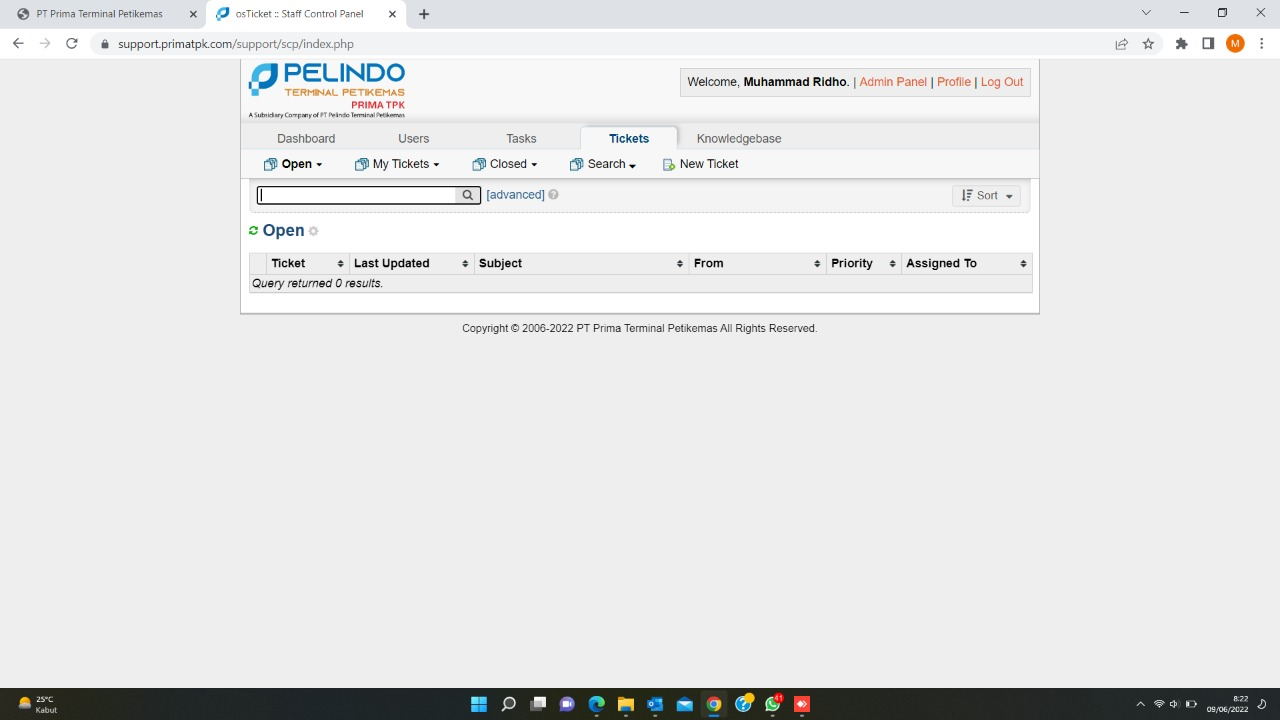 PT Prima Terminal Petikemas
osTicket :: Staff Control Panel
support.primatpk.com/support/scp/index.php
M
PELINDO
TERMINAL PETIKEMAS
PRIMA TPK
A Subsidiary Company of PT Pelindo Terminal Petikemas
Welcome, Muhammad Ridho. | Admin Panel | Profile | Log Out
Dashboard Users Tasks Tickets Knowledgebase
Open My Tickets Closed Search New Ticket
[advanced] ? Sort
Open
Ticket Last Updated Subject From Priority Assigned To
Query returned 0 results.
Copyright © 2006-2022 PT Prima Terminal Petikemas All Rights Reserved.
25°C
Kabut
41
8:22
09/06/2022